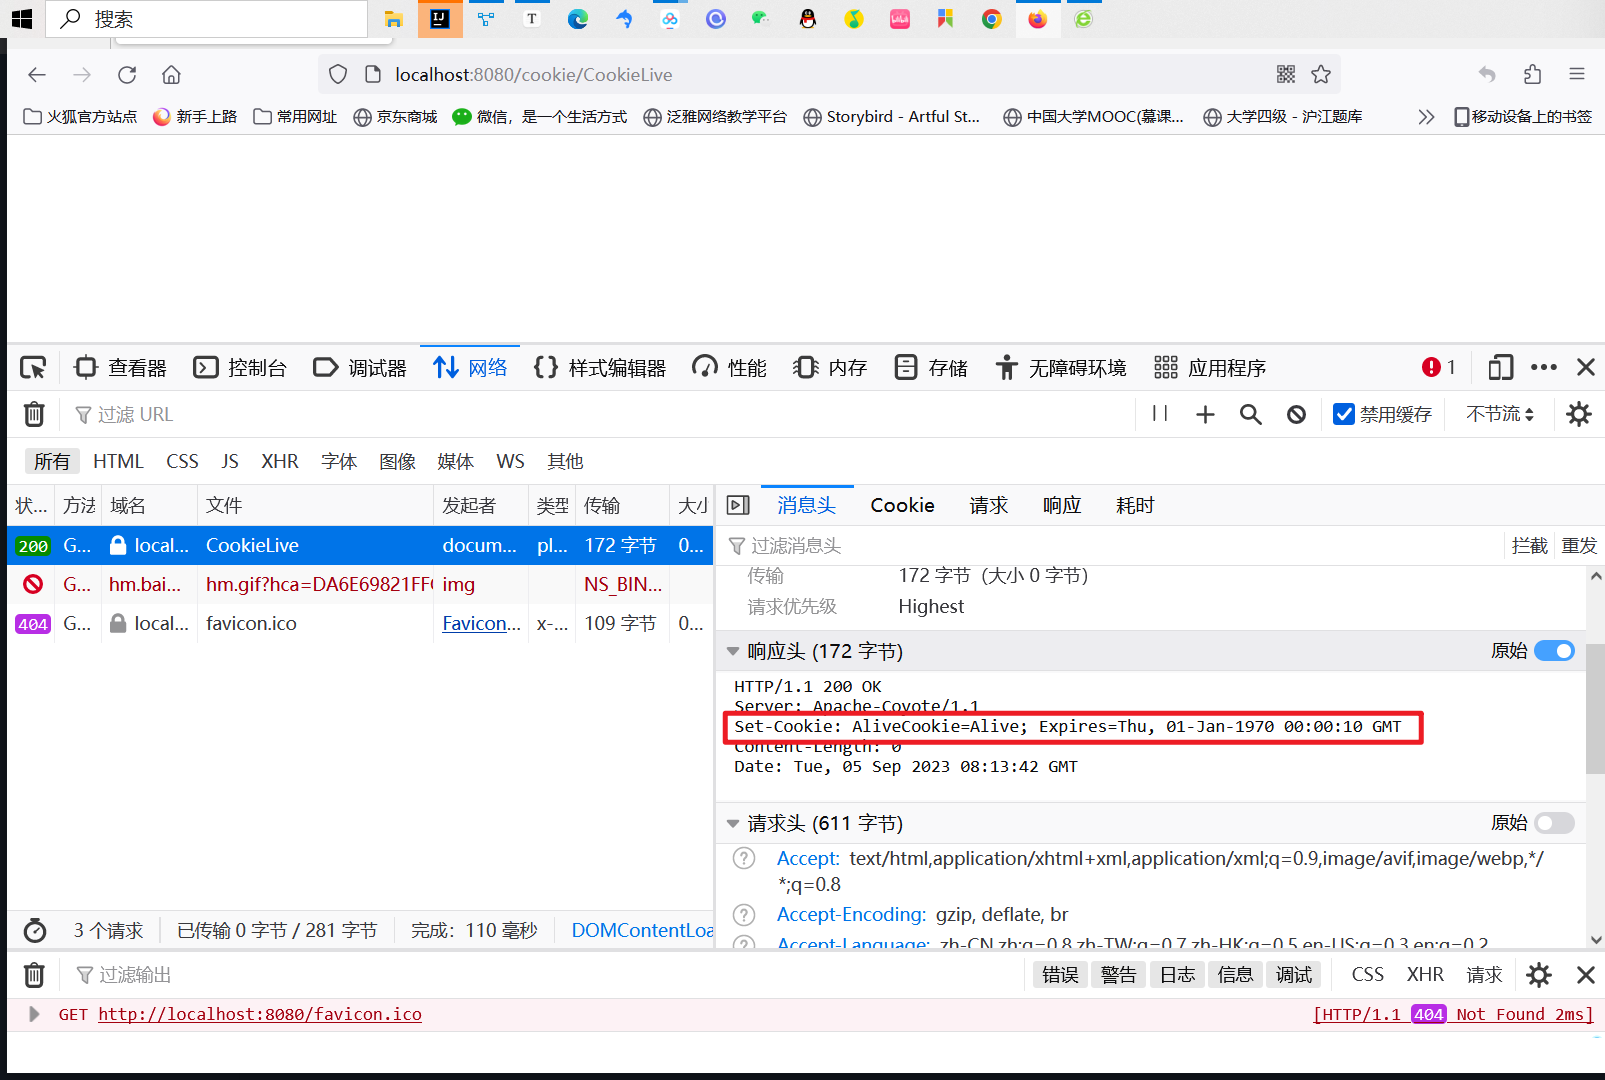 搜索
localhost:8080/cookie/CookieLive
火狐官方站点 新手上路 常用网址 京东商城 微信，是一个生活方式 泛雅网络教学平台 Storybird - Artful St... 中国大学MOOC(慕课... 大学四级 - 沪江题库 移动设备上的书签
查看器 控制台 调试器 网络 样式编辑器 性能 内存 存储 无障碍环境 应用程序 1
过滤 URL 禁用缓存 不节流
所有 HTML CSS JS XHR 字体 图像 媒体 WS 其他
状... 方法 域名 文件 发起者 类型 传输 大小
200 G... local... CookieLive docum... pl... 172 字节 0...
G... hm.bai... hm.gif?hca=DA6E69821FF img NS_BIN...
404 G... local... favicon.ico Favicon... x-... 109 字节 0...
3 个请求 已传输 0 字节 / 281 字节 完成：110 毫秒 DOMContentLoa
消息头 Cookie 请求 响应 耗时
过滤消息头 拦截 重发
传输 172 字节（大小 0 字节）
请求优先级 Highest
响应头 (172 字节) 原始
HTTP/1.1 200 OK
Server: Apache-Coyote/1.1
Set-Cookie: AliveCookie=Alive; Expires=Thu, 01-Jan-1970 00:00:10 GMT
Content-Length: 0
Date: Tue, 05 Sep 2023 08:13:42 GMT
请求头 (611 字节) 原始
Accept: text/html,application/xhtml+xml,application/xml;q=0.9,image/avif,image/webp,*/
*;q=0.8
Accept-Encoding: gzip, deflate, br
Accept-Language: zh-CN,zh;q=0.8,zh-TW;q=0.7,zh-HK;q=0.5,en-US;q=0.3,en;q=0.2
过滤输出 错误 警告 日志 信息 调试 CSS XHR 请求
GET http://localhost:8080/favicon.ico [HTTP/1.1 404 Not Found 2ms]